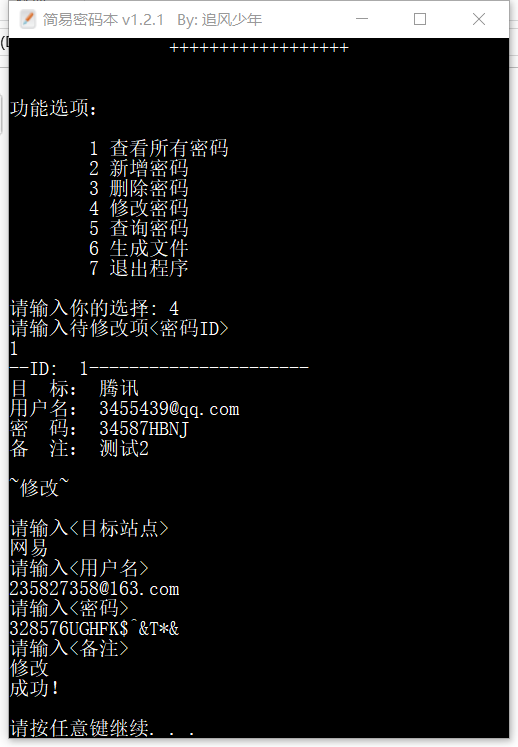 简易密码本 v1.2.1 By: 追风少年
++++++++++++++++++
功能选项:
1 查看所有密码
2 新增密码
3 删除密码
4 修改密码
5 查询密码
6 生成文件
7 退出程序
请输入你的选择: 4
请输入待修改项<密码ID>
1
--ID: 1----------------------
目 标: 腾讯
用户名: 3455439@qq.com
密 码: 34587HBNJ
备 注: 测试2
~修改~
请输入<目标站点>
网易
请输入<用户名>
235827358@163.com
请输入<密码>
328576UGHFK$^&T*&
请输入<备注>
修改
成功!
请按任意键继续. . .